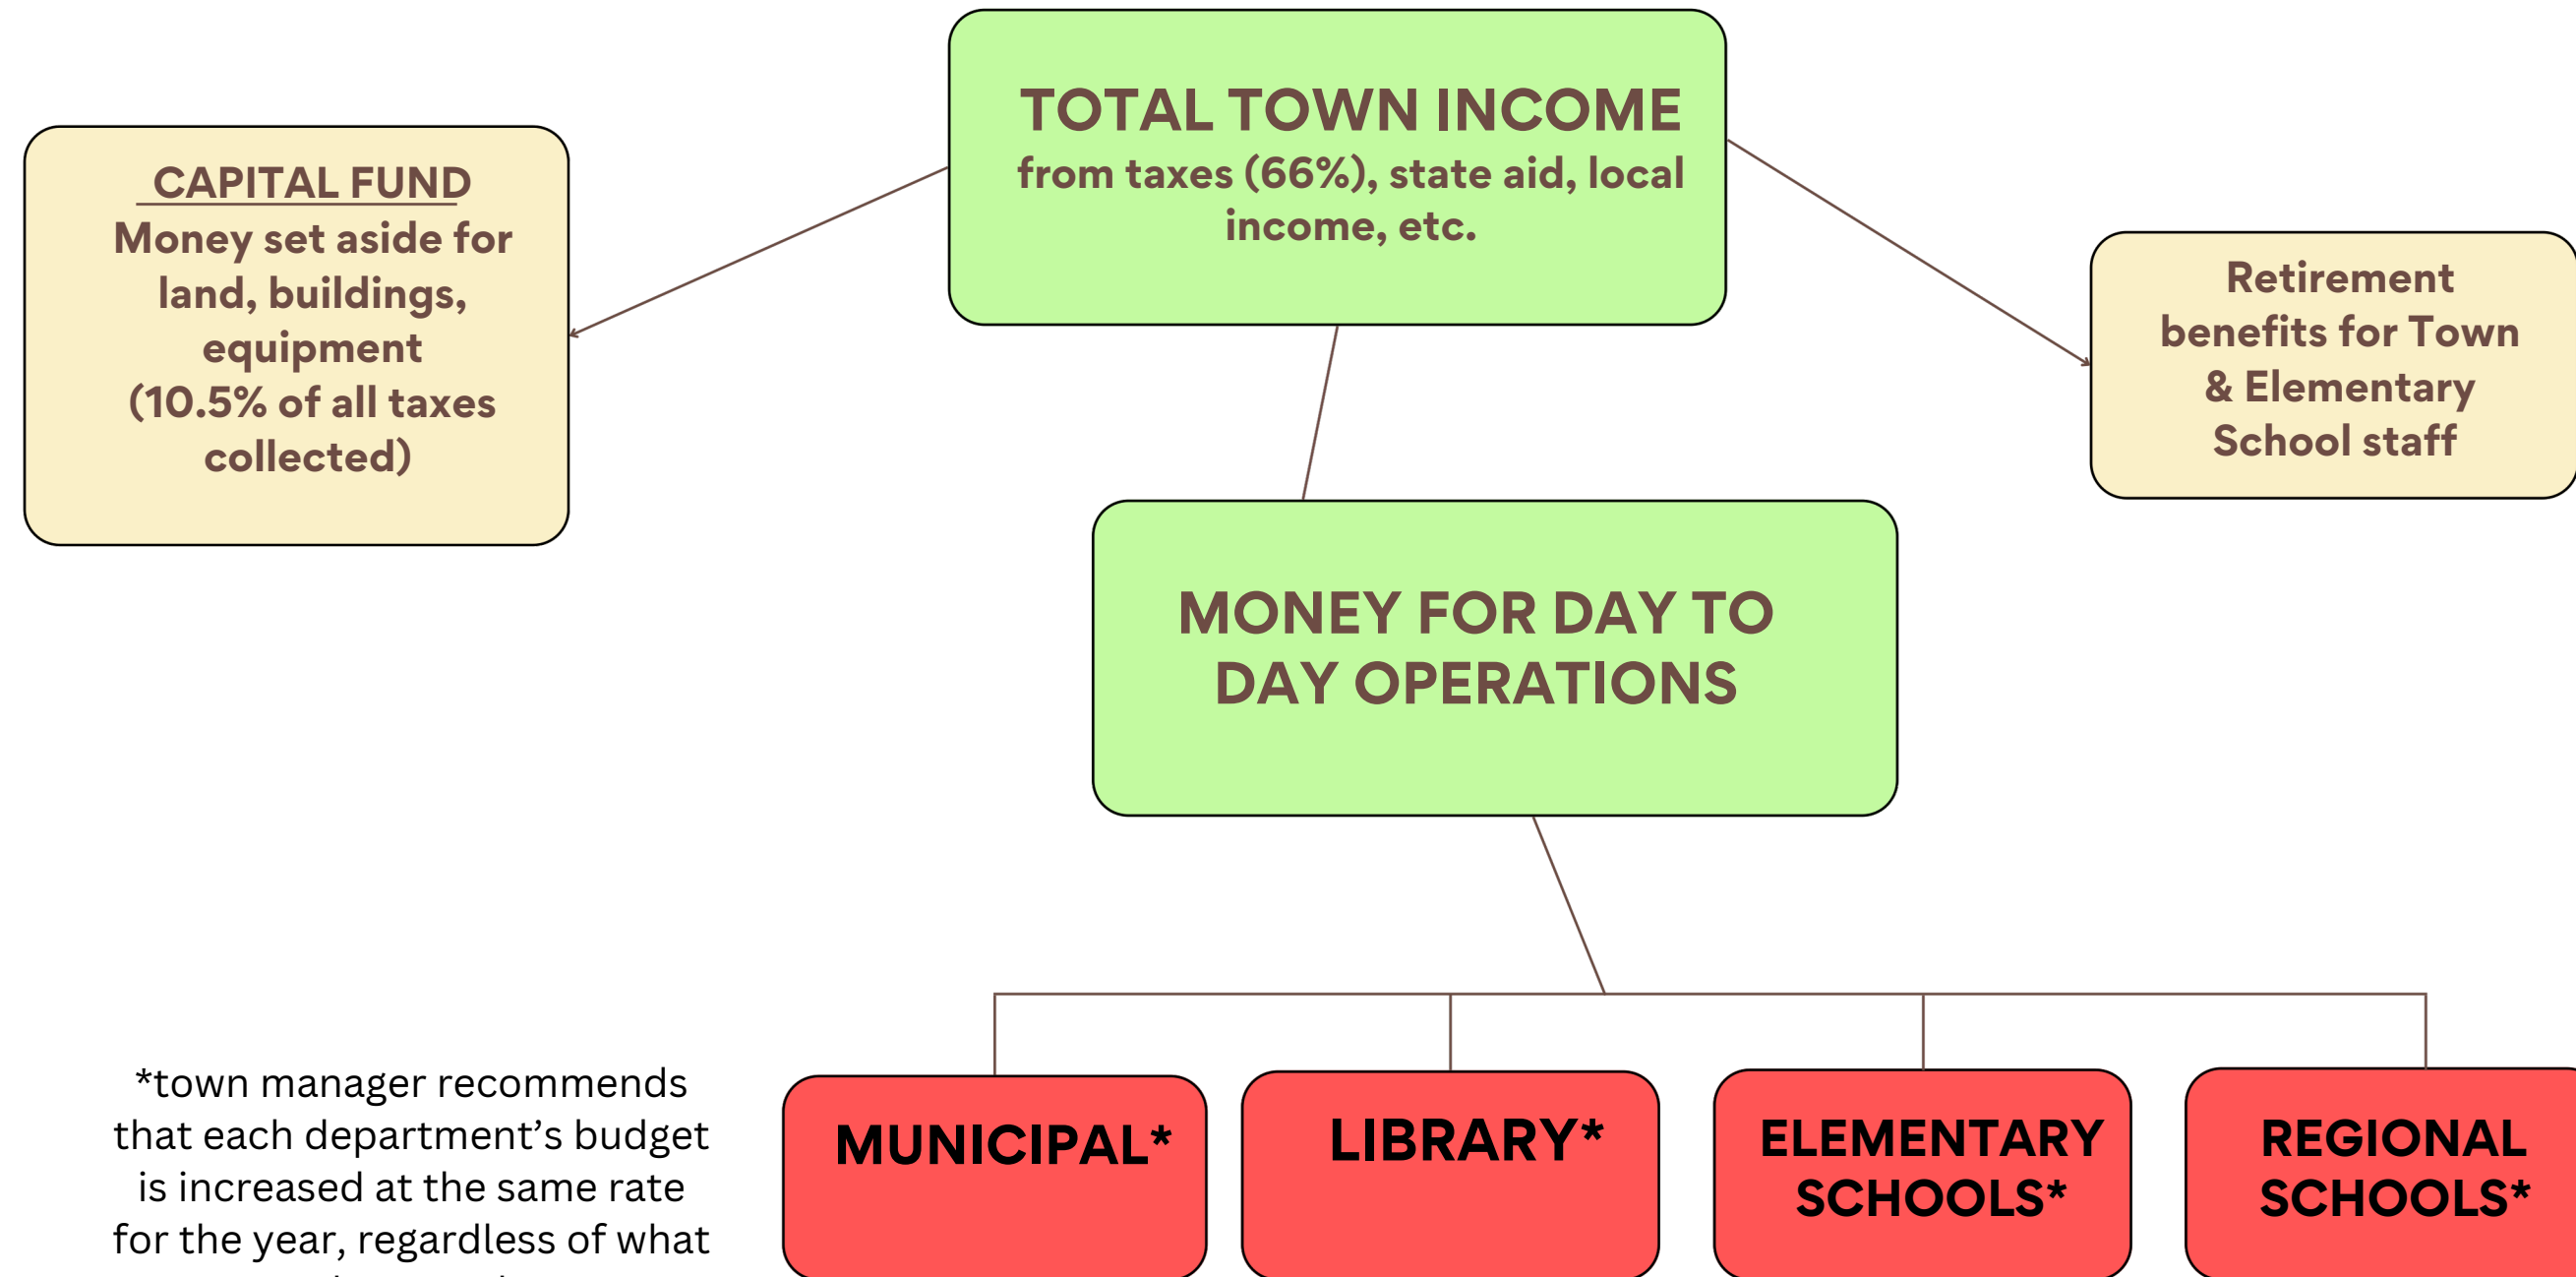 TOTAL TOWN INCOME
from taxes (66%), state aid, local
income, etc.
CAPITAL FUND
Money set aside for
land, buildings,
equipment
(10.5% of all taxes
collected)
Retirement
benefits for Town
& Elementary
School staff
MONEY FOR DAY TO
DAY OPERATIONS
*town manager recommends
that each department’s budget
is increased at the same rate
for the year, regardless of what
MUNICIPAL*
LIBRARY*
ELEMENTARY
SCHOOLS*
REGIONAL
SCHOOLS*